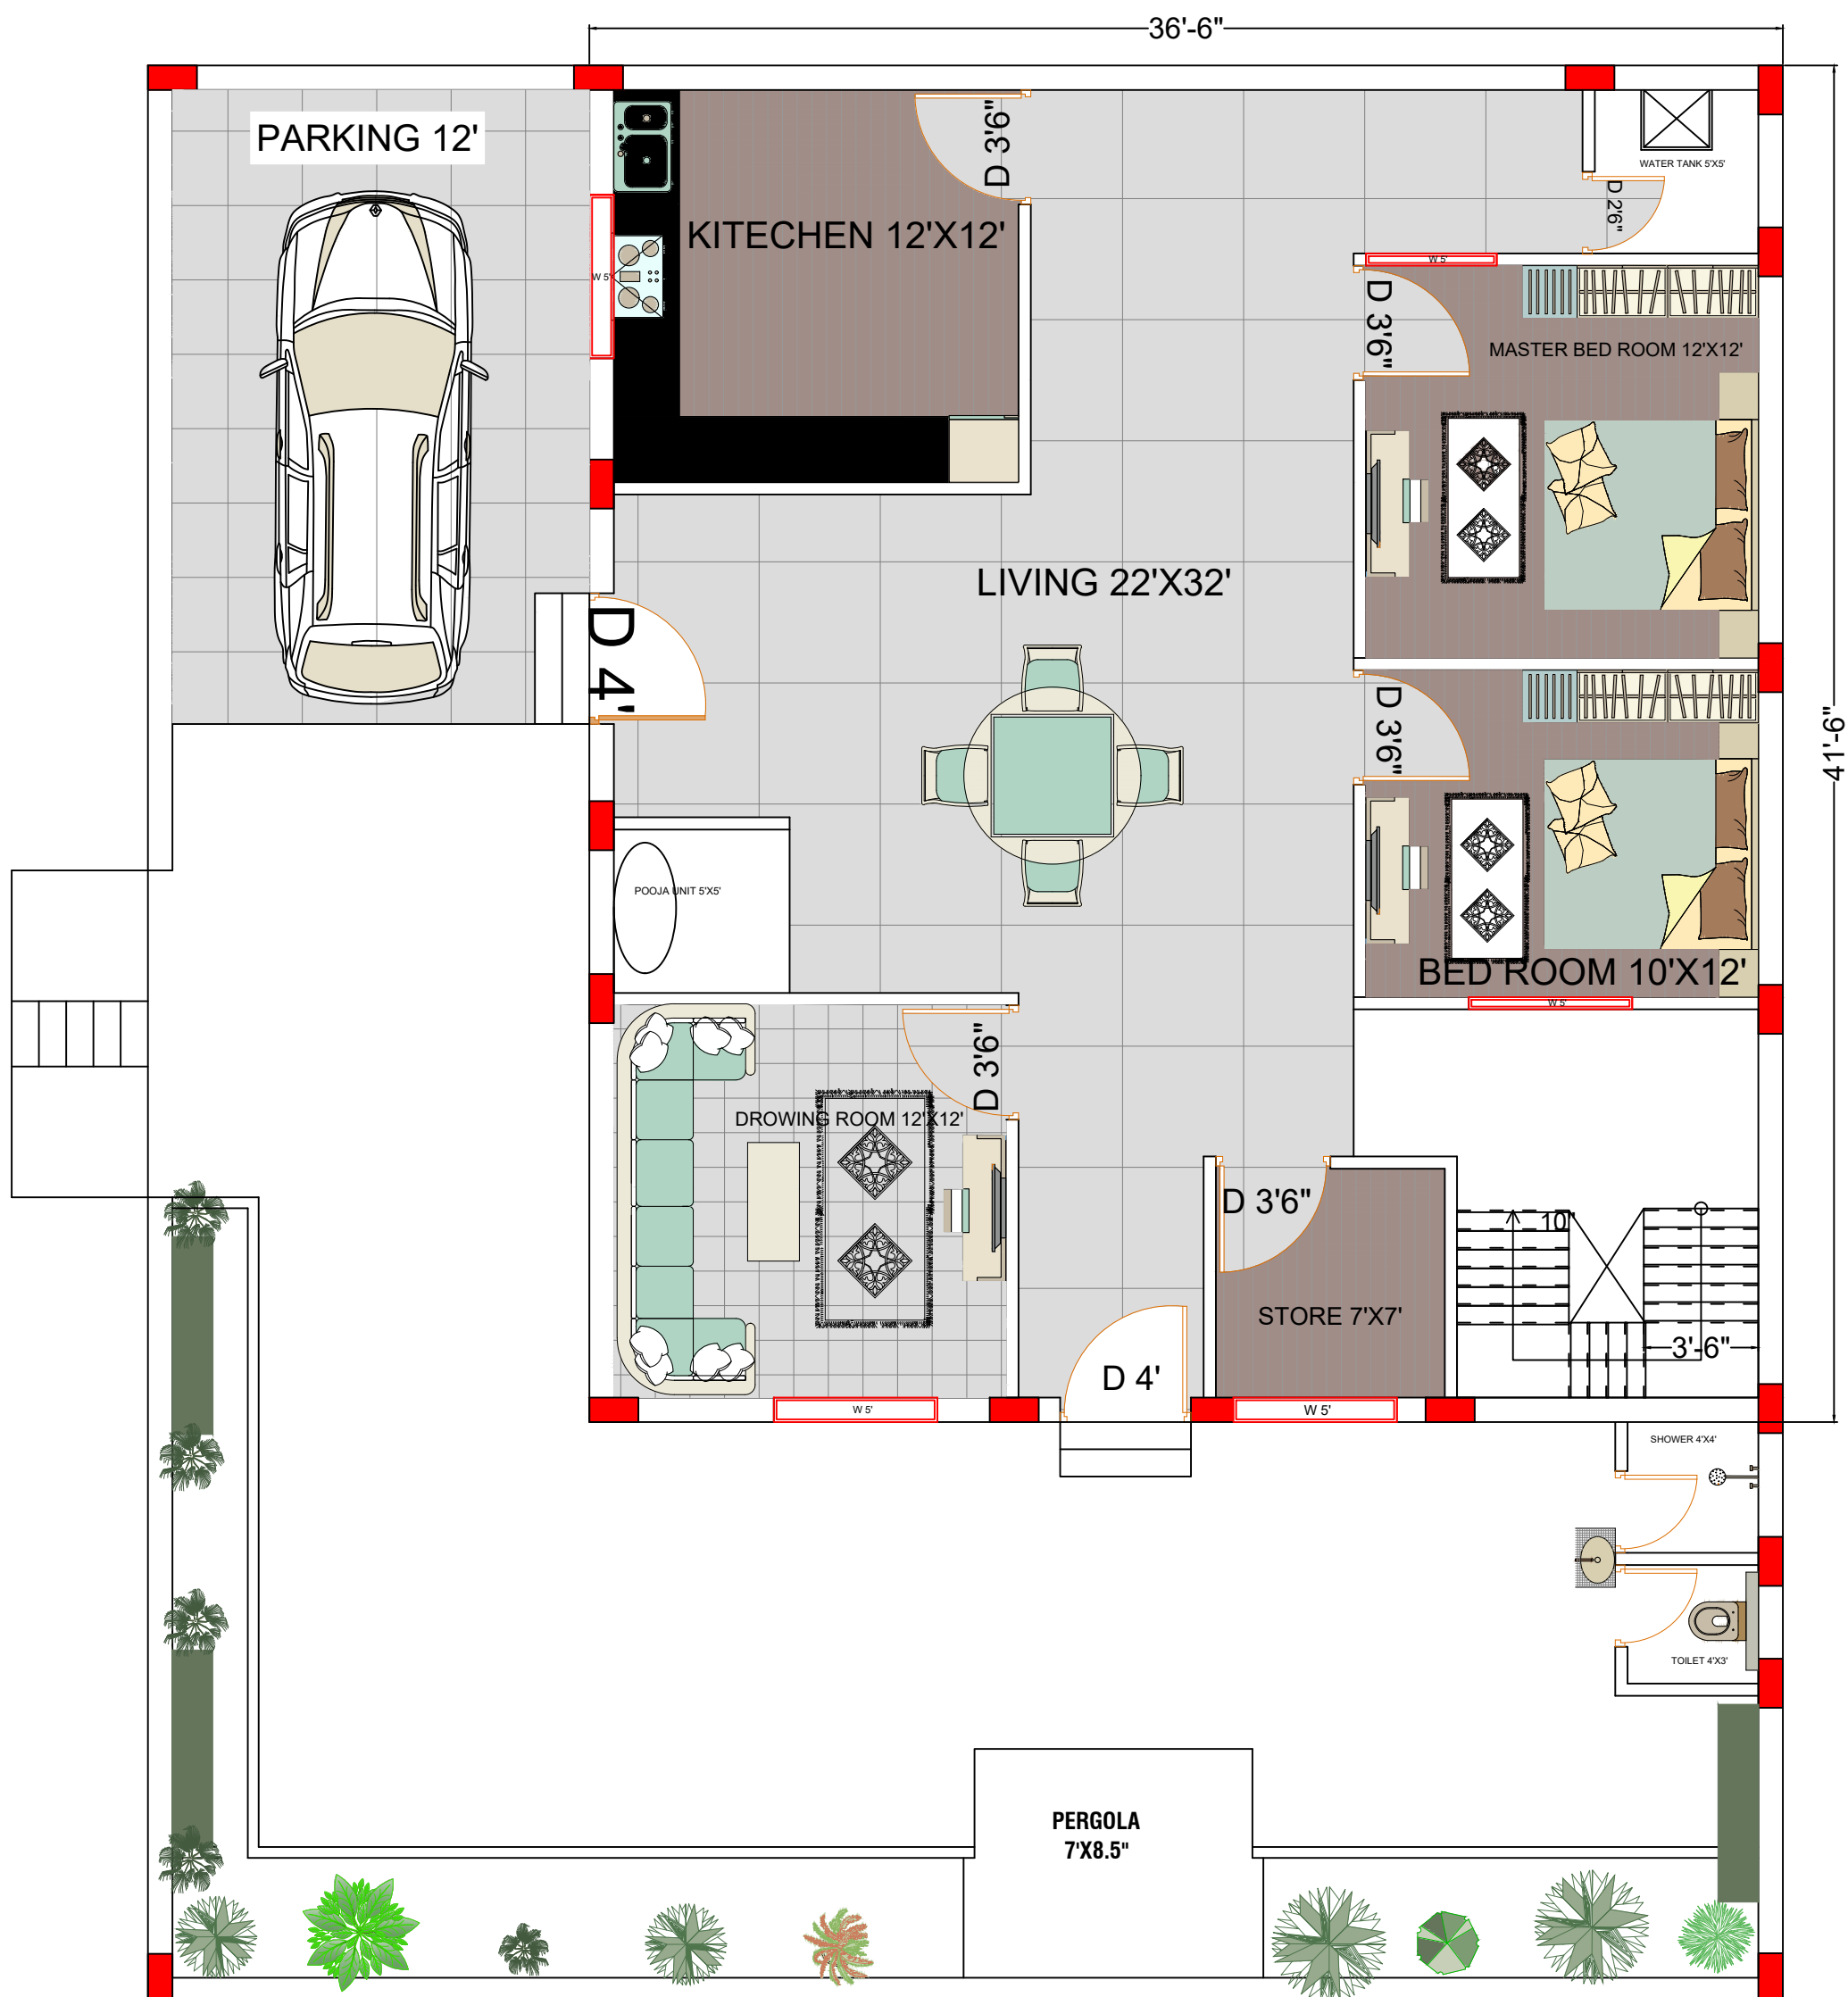 36'-6"
PARKING 12'
D 3'6"
WATER TANK 5'X5'
D 2'6"
KITECHEN 12'X12'
W 5'
W 5'
D 3'6"
MASTER BED ROOM 12'X12'
LIVING 22'X32'
D 4'
D 3'6"
41'-6"
POOJA UNIT 5'X5'
BED ROOM 10'X12'
W 5'
D 3'6"
DROWING ROOM 12'X12'
D 3'6"
10"
STORE 7'X7'
3'-6"
D 4'
W 5'
W 5'
SHOWER 4'X4'
TOILET 4'X3'
PERGOLA
7'X8.5"